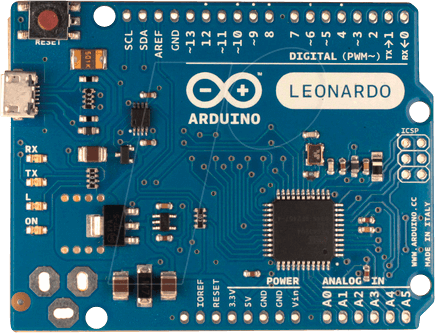 RESET
SCL
SDA
AREF
GND
~13
12
~11
~10
~9
8
7
~6
~5
4
~3
2
TX→1
RX←0
DIGITAL (PWM~)
ARDUINO
TM
LEONARDO
ICSP
RX
TX
L
ON
WWW.ARDUINO.CC
MADE IN ITALY
POWER
ANALOG IN
IOREF
RESET
3.3V
5V
GND
GND
Vin
A0
A1
A2
A3
A4
A5